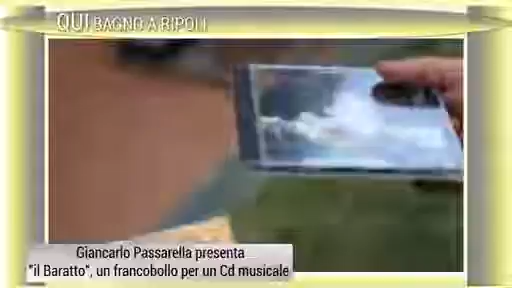 QUI BAGNO A RIPOLI
Giancarlo Passarella presenta
"il Baratto", un francobollo per un Cd musicale